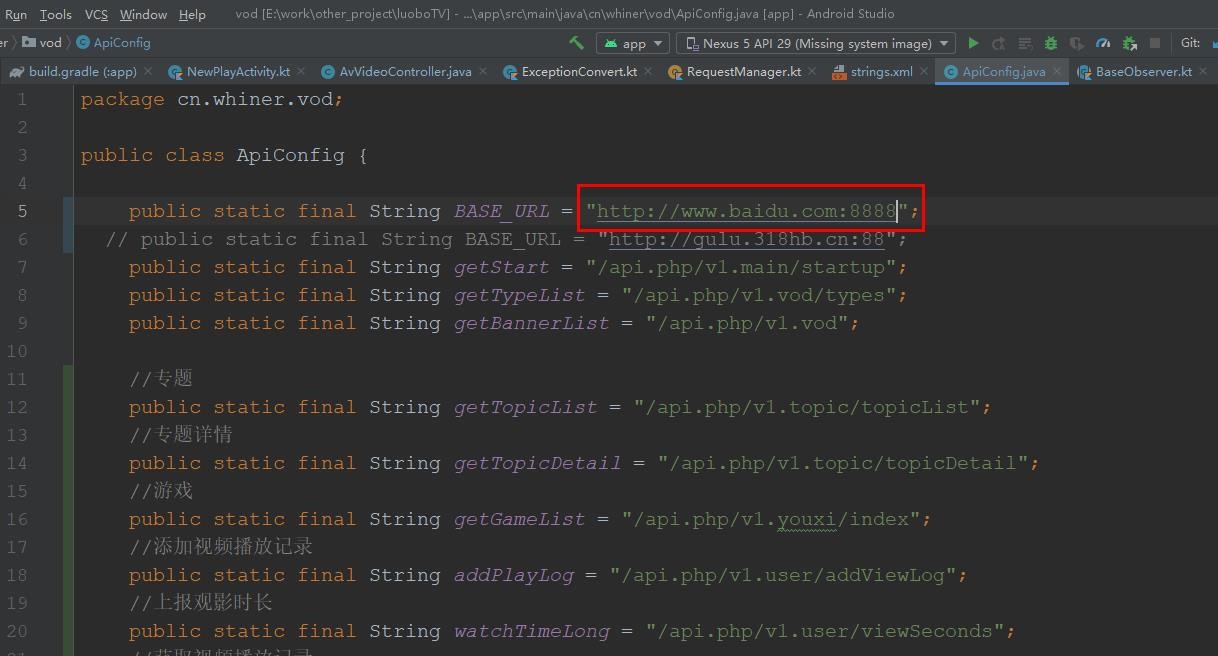 Run Tools VCS Window Help vod [E:\work\other_project\luoboTV] - ...\app\src\main\java\cn\whiner\vod\ApiConfig.java [app] - Android Studio
er vod ApiConfig app Nexus 5 API 29 (Missing system image) Git:
build.gradle (:app) NewPlayActivity.kt AvVideoController.java ExceptionConvert.kt RequestManager.kt strings.xml ApiConfig.java BaseObserver.kt
1 package cn.whiner.vod;
2
3 public class ApiConfig {
4
5 public static final String BASE_URL = "http://www.baidu.com:8888";
6 // public static final String BASE_URL = "http://gulu.318hb.cn:88";
7 public static final String getStart = "/api.php/v1.main/startup";
8 public static final String getTypeList = "/api.php/v1.vod/types";
9 public static final String getBannerList = "/api.php/v1.vod";
10
11 //专题
12 public static final String getTopicList = "/api.php/v1.topic/topicList";
13 //专题详情
14 public static final String getTopicDetail = "/api.php/v1.topic/topicDetail";
15 //游戏
16 public static final String getGameList = "/api.php/v1.youxi/index";
17 //添加视频播放记录
18 public static final String addPlayLog = "/api.php/v1.user/addViewLog";
19 //上报观影时长
20 public static final String watchTimeLong = "/api.php/v1.user/viewSeconds";
//获取视频播放记录